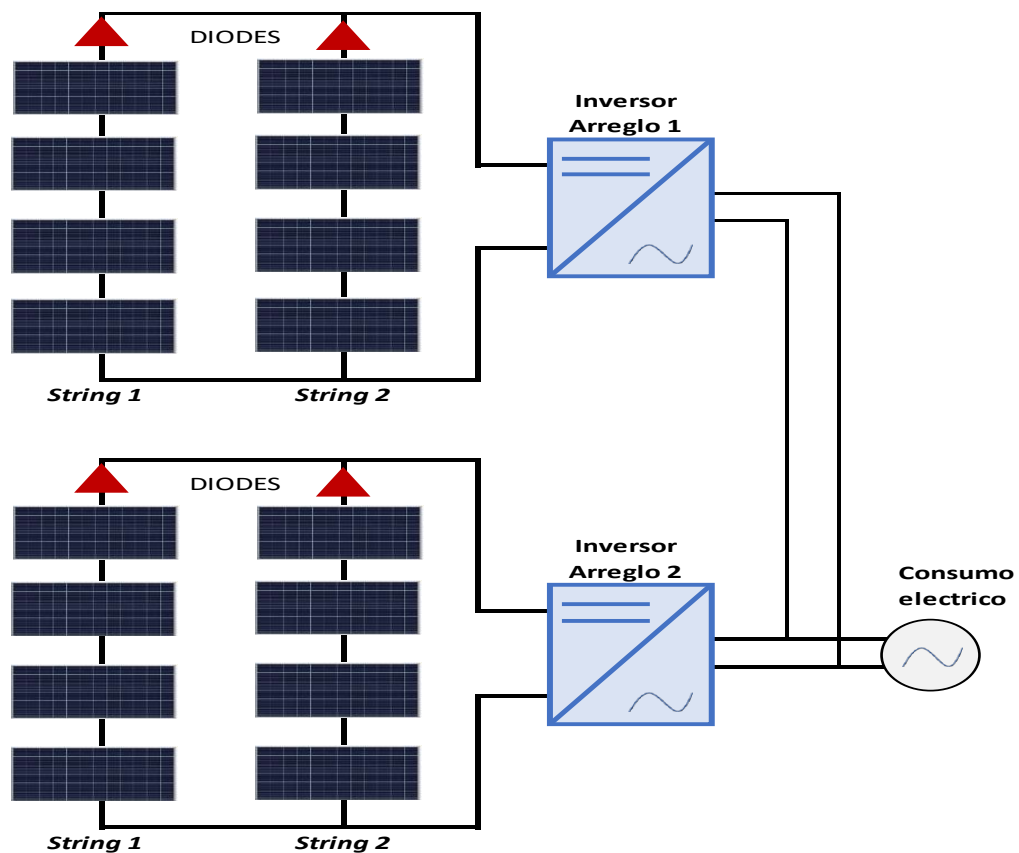 DIODES
Inversor
Arreglo 1
String 1
String 2
DIODES
Inversor
Arreglo 2
Consumo
electrico
String 1
String 2